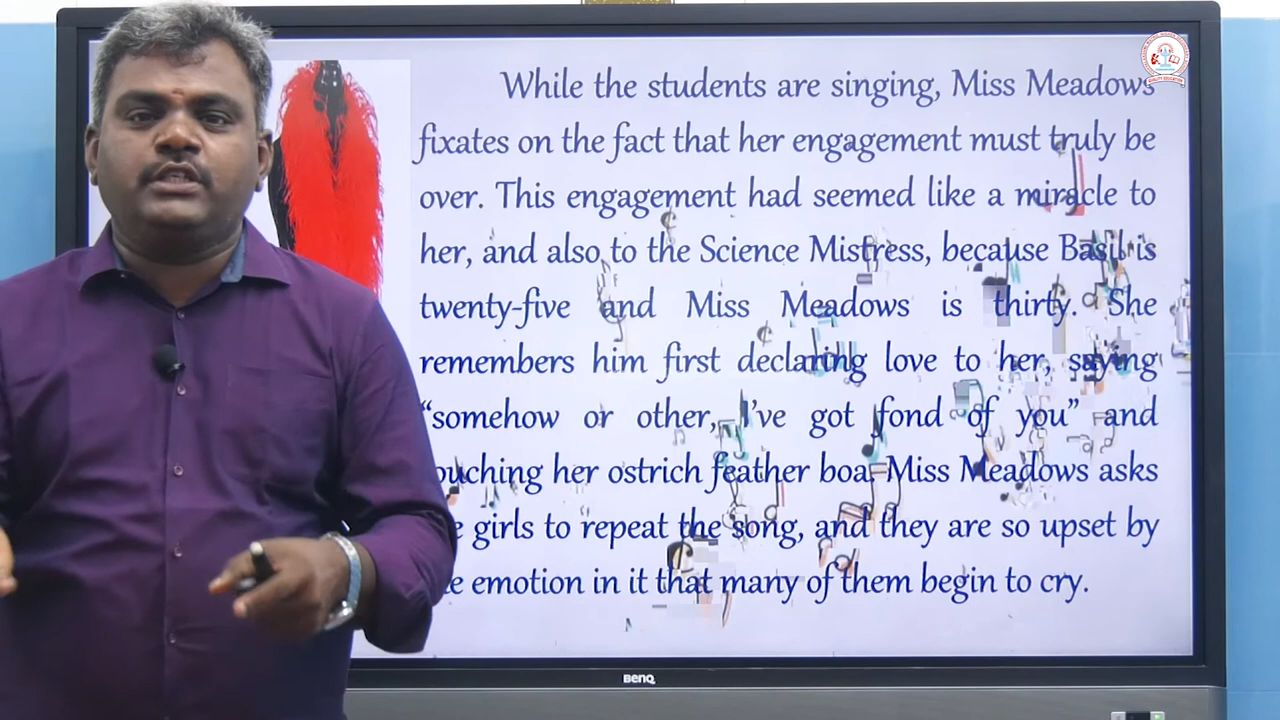 While the students are singing, Miss Meadows
fixates on the fact that her engagement must truly be
over. This engagement had seemed like a miracle to
her, and also to the Science Mistress, because Basil is
twenty-five and Miss Meadows is thirty. She
remembers him first declaring love to her, saying
“somehow or other, I’ve got fond of you” and
her ostrich feather boa. Miss Meadows asks
girls to repeat the song, and they are so upset by
emotion in it that many of them begin to cry.
BenQ
QUALITY EDUCATION